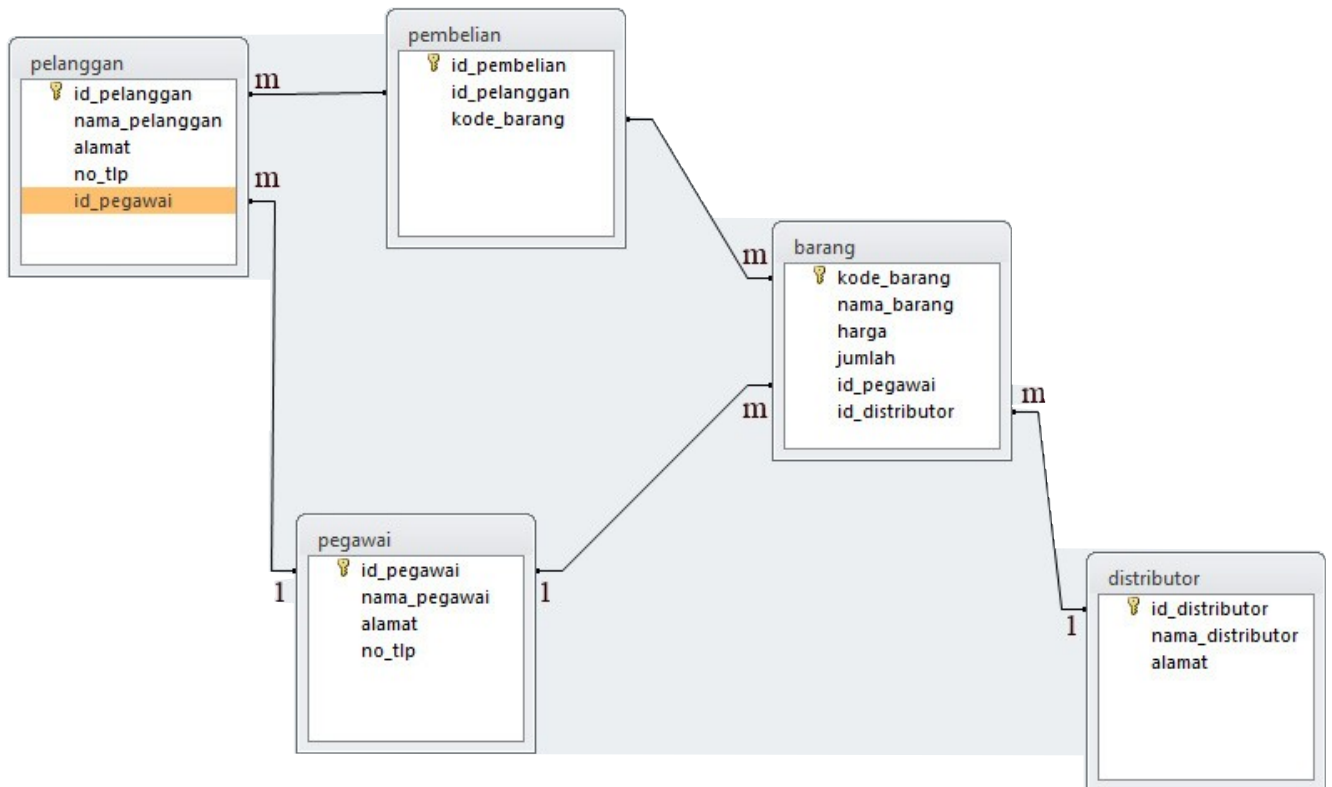 pelanggan
id_pelanggan
nama_pelanggan
alamat
no_tlp
id_pegawai
m
m
pembelian
id_pembelian
id_pelanggan
kode_barang
m
m
barang
kode_barang
nama_barang
harga
jumlah
id_pegawai
id_distributor
m
pegawai
id_pegawai
nama_pegawai
alamat
no_tlp
1
1
distributor
id_distributor
nama_distributor
alamat
1